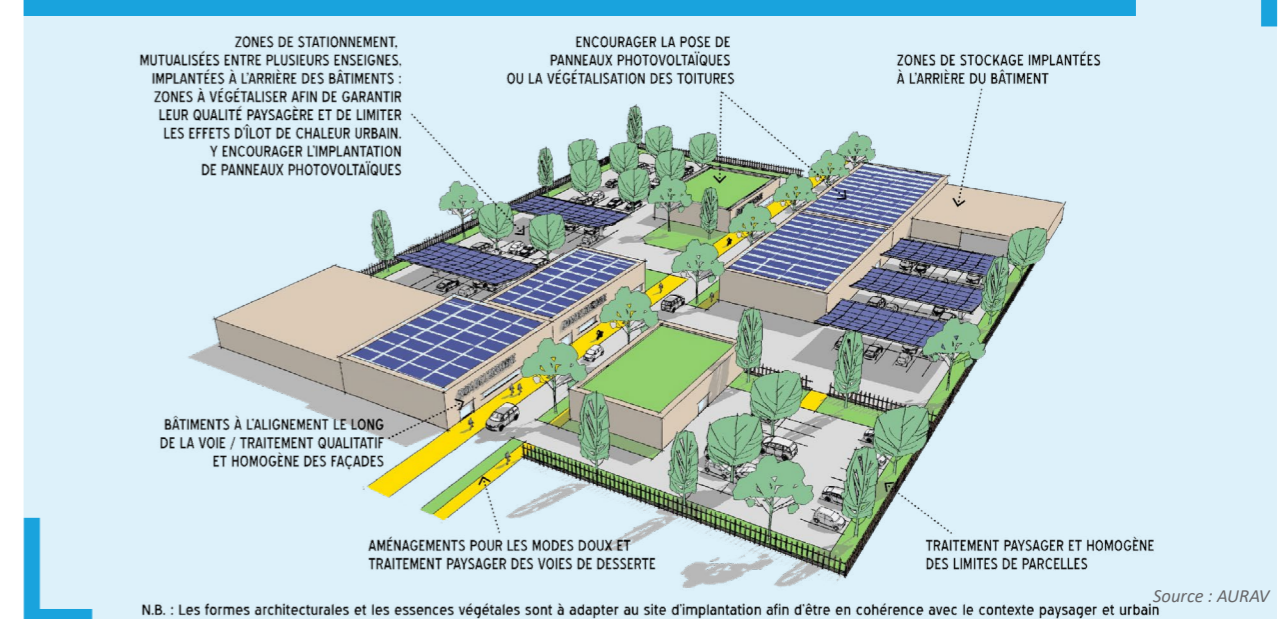 ZONES DE STATIONNEMENT,
MUTUALISÉES ENTRE PLUSIEURS ENSEIGNES,
IMPLANTÉES À L'ARRIÈRE DES BÂTIMENTS :
ZONES À VÉGÉTALISER AFIN DE GARANTIR
LEUR QUALITÉ PAYSAGÈRE ET DE LIMITER
LES EFFETS D'ÎLOT DE CHALEUR URBAIN.
Y ENCOURAGER L'IMPLANTATION
DE PANNEAUX PHOTOVOLTAÏQUES
ENCOURAGER LA POSE DE
PANNEAUX PHOTOVOLTAÏQUES
OU LA VÉGÉTALISATION DES TOITURES
ZONES DE STOCKAGE IMPLANTÉES
À L'ARRIÈRE DU BÂTIMENT
BÂTIMENTS À L'ALIGNEMENT LE LONG
DE LA VOIE / TRAITEMENT QUALITATIF
ET HOMOGÈNE DES FAÇADES
AMÉNAGEMENTS POUR LES MODES DOUX ET
TRAITEMENT PAYSAGER DES VOIES DE DESSERTE
TRAITEMENT PAYSAGER ET HOMOGÈNE
DES LIMITES DE PARCELLES
N.B. : Les formes architecturales et les essences végétales sont à adapter au site d'implantation afin d'être en cohérence avec le contexte paysager et urbain
Source : AURAV